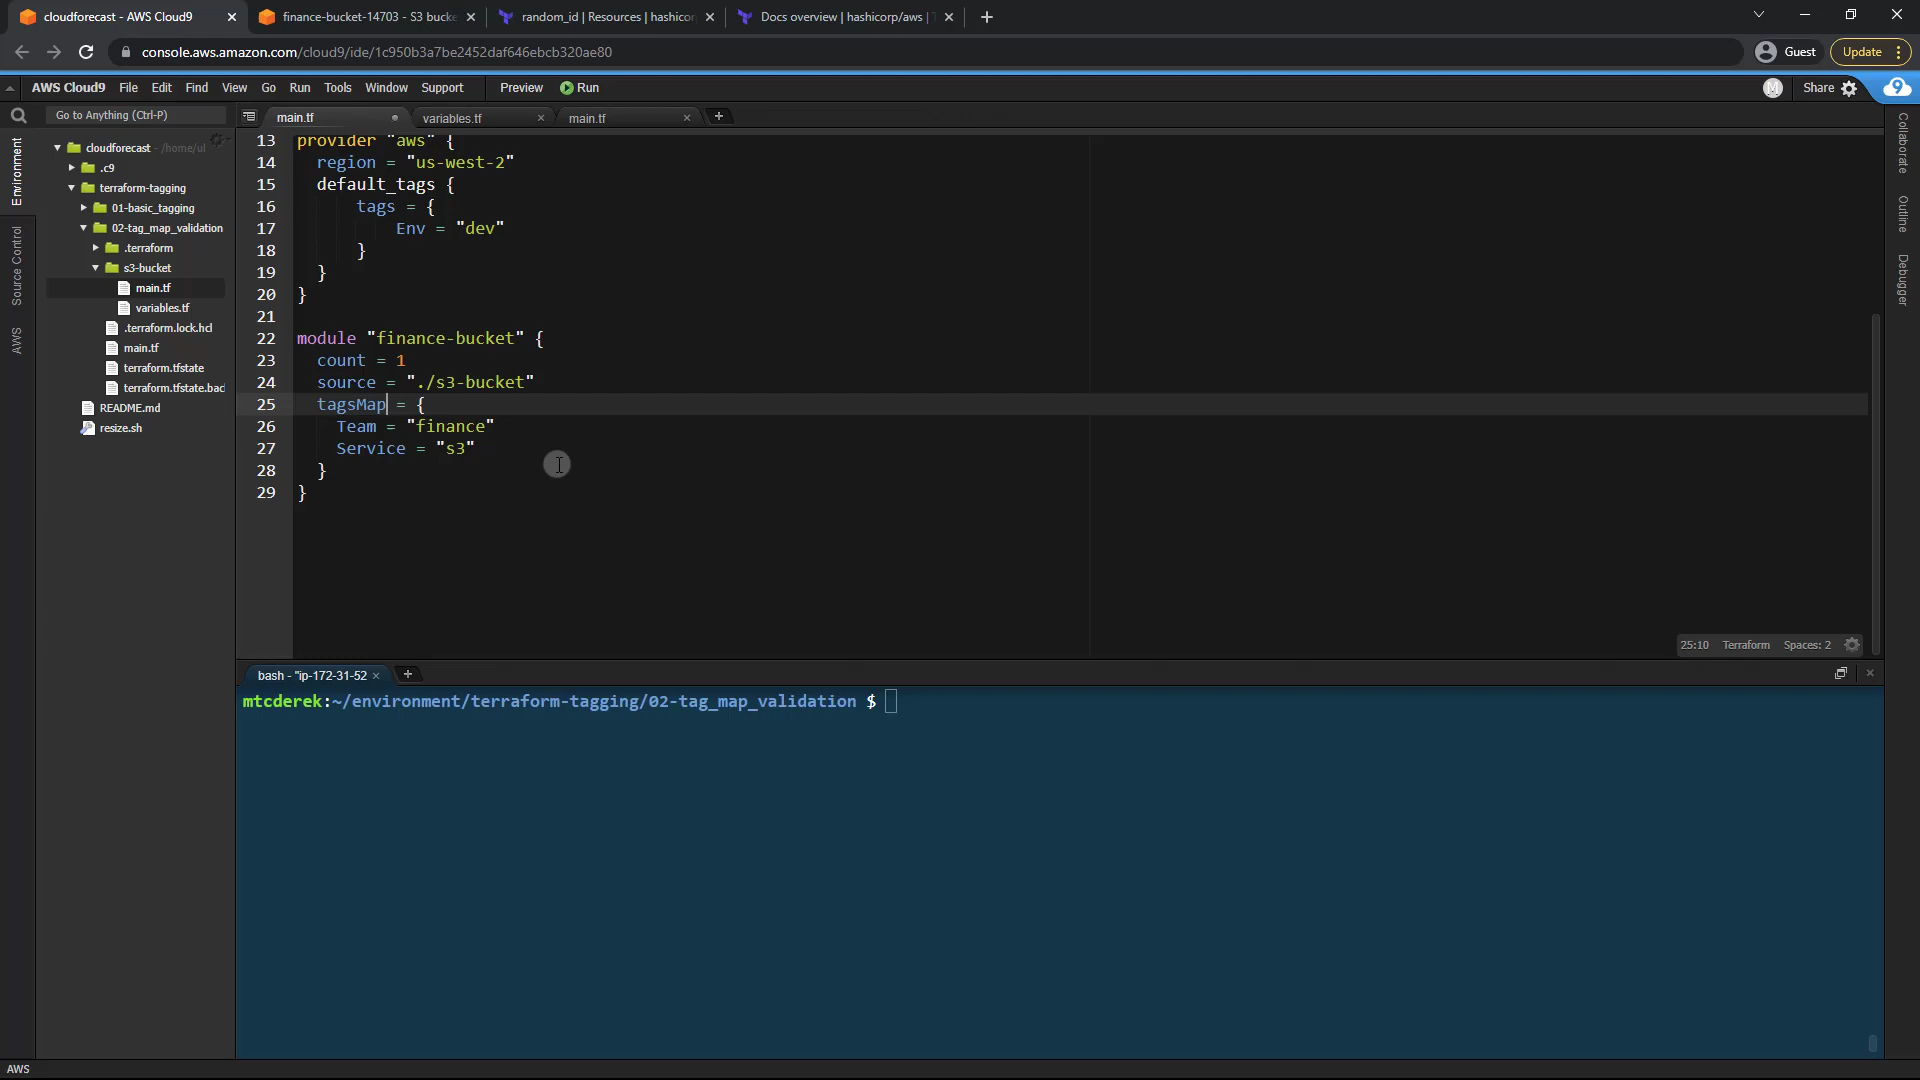 cloudforecast - AWS Cloud9
finance-bucket-14703 - S3 bucke
random_id | Resources | hashicor
Docs overview | hashicorp/aws |
console.aws.amazon.com/cloud9/ide/1c950b3a7be2452daf646ebcb320ae80
Guest
Update
AWS Cloud9 File Edit Find View Go Run Tools Window Support Preview Run
M
Share
9
Go to Anything (Ctrl-P)
main.tf
variables.tf
main.tf
Environment
Source Control
AWS
cloudforecast - /home/ul
.c9
terraform-tagging
01-basic_tagging
02-tag_map_validation
.terraform
s3-bucket
main.tf
variables.tf
.terraform.lock.hcl
main.tf
terraform.tfstate
terraform.tfstate.bac
README.md
resize.sh
13 provider "aws" {
14 region = "us-west-2"
15 default_tags {
16 tags = {
17 Env = "dev"
18 }
19 }
20 }
21
22 module "finance-bucket" {
23 count = 1
24 source = "./s3-bucket"
25 tagsMap = {
26 Team = "finance"
27 Service = "s3"
28 }
29 }
25:10 Terraform Spaces: 2
Collaborate
Outline
Debugger
bash - "ip-172-31-52
mtcderek:~/environment/terraform-tagging/02-tag_map_validation $
AWS